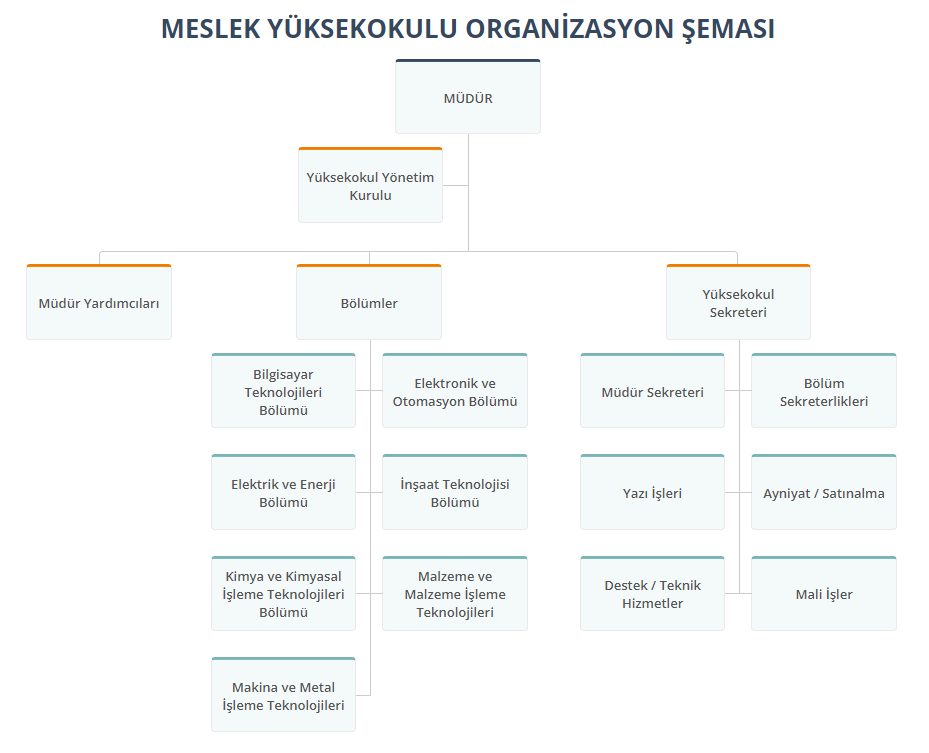 MESLEK YÜKSEKOKULU ORGANİZASYON ŞEMASI
MÜDÜR
Yüksekokul Yönetim
Kurulu
Müdür Yardımcıları
Bölümler
Yüksekokul
Sekreteri
Bilgisayar
Teknolojileri
Bölümü
Elektronik ve
Otomasyon Bölümü
Müdür Sekreteri
Bölüm
Sekreterlikleri
Elektrik ve Enerji
Bölümü
İnşaat Teknolojisi
Bölümü
Yazı İşleri
Ayniyat / Satınalma
Kimya ve Kimyasal
İşleme Teknolojileri
Bölümü
Malzeme ve
Malzeme İşleme
Teknolojileri
Destek / Teknik
Hizmetler
Mali İşler
Makina ve Metal
İşleme Teknolojileri